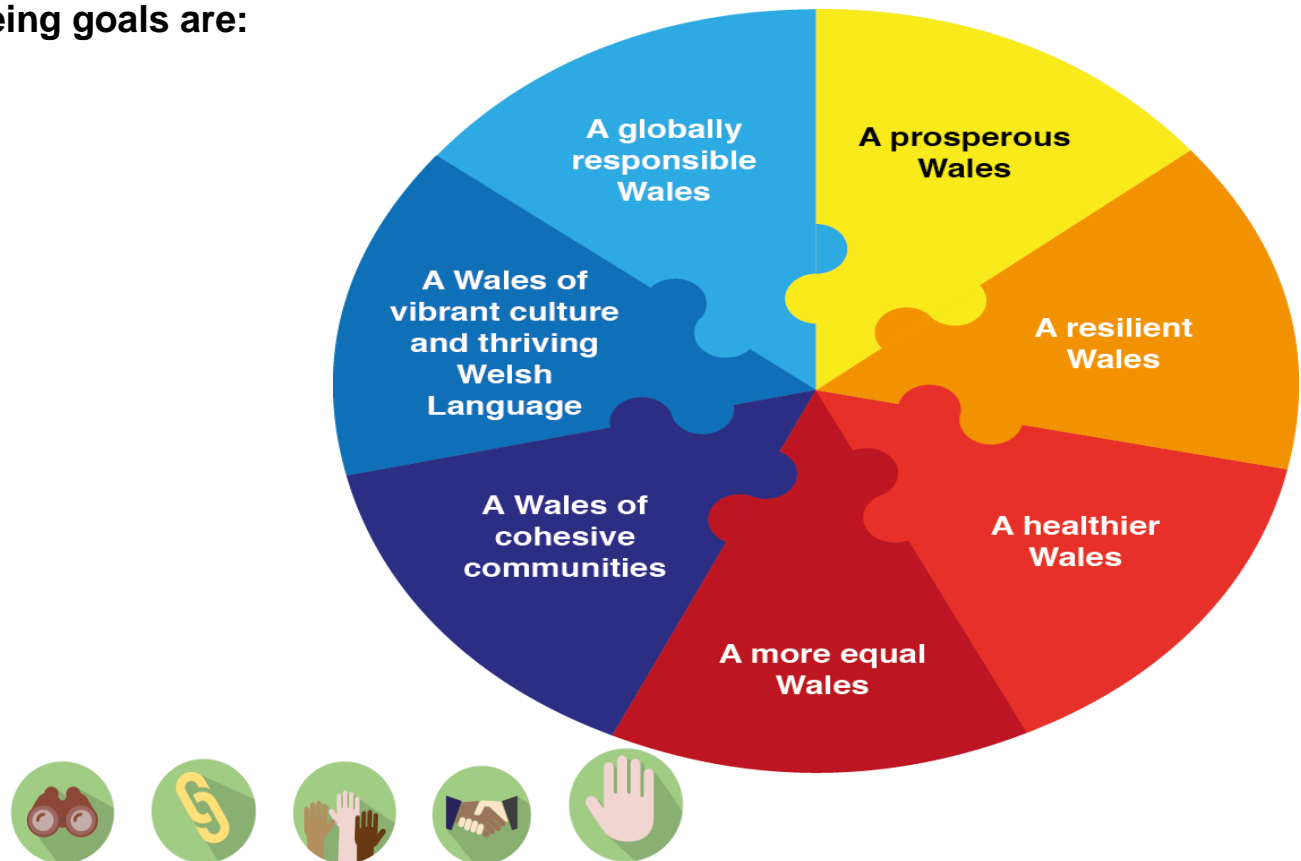 eing goals are:
A globally
responsible
Wales
A prosperous
Wales
A resilient
Wales
A healthier
Wales
A more equal
Wales
A Wales of
cohesive
communities
A Wales of
vibrant culture
and thriving
Welsh
Language